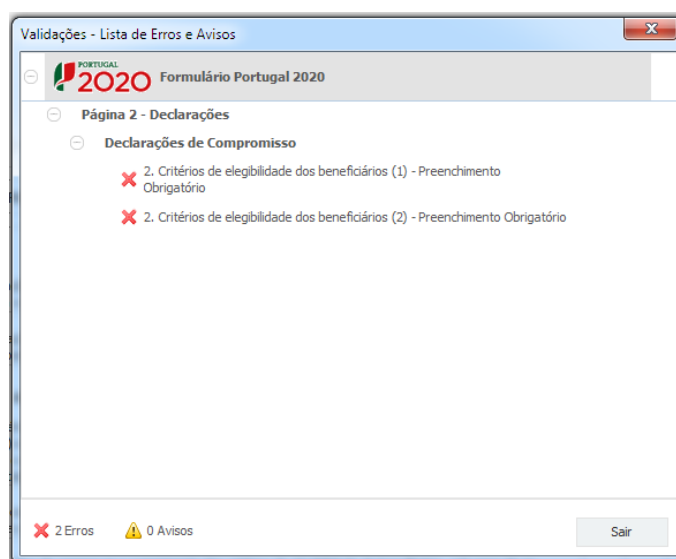 Validações - Lista de Erros e Avisos
x
PORTUGAL
2020
Formulário Portugal 2020
Página 2 - Declarações
Declarações de Compromisso
2. Critérios de elegibilidade dos beneficiários (1) - Preenchimento
Obrigatório
2. Critérios de elegibilidade dos beneficiários (2) - Preenchimento Obrigatório
2 Erros
0 Avisos
Sair